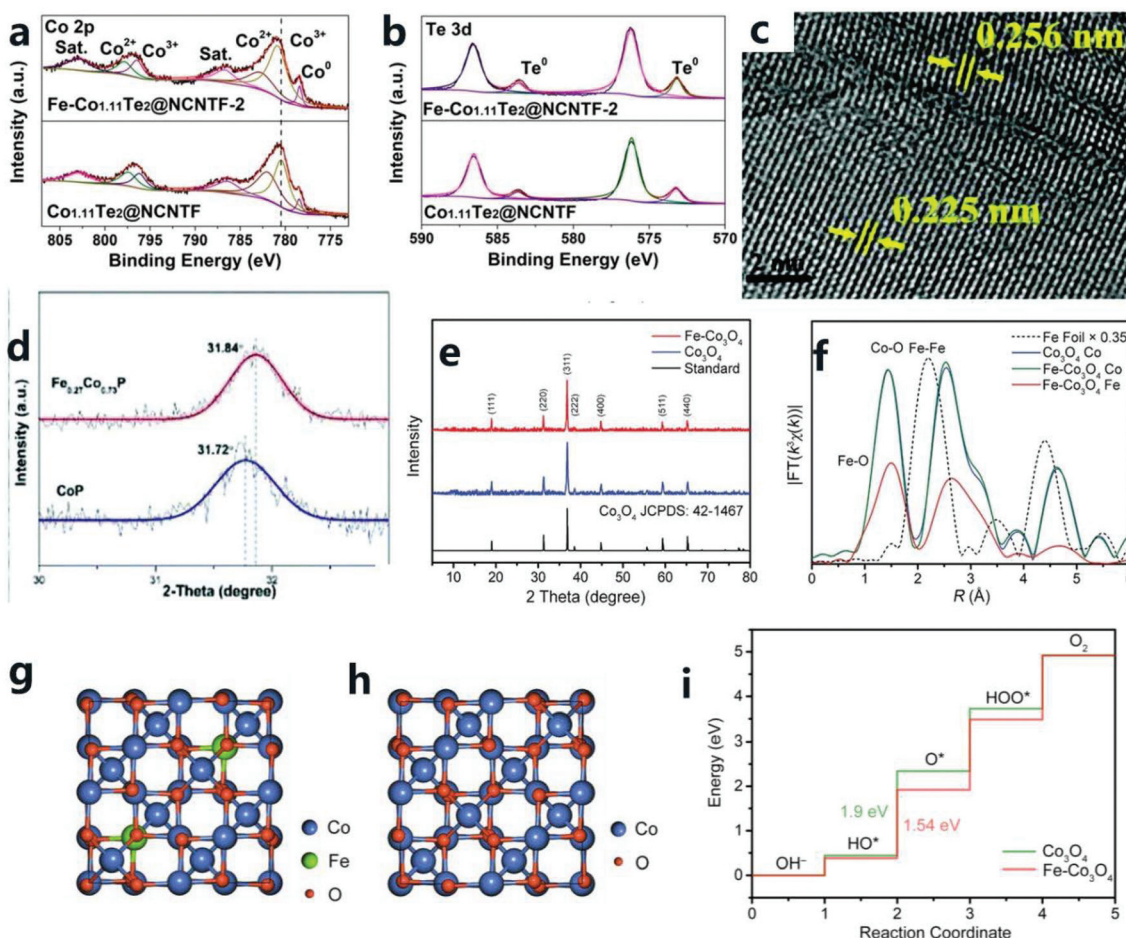 a
Co 2p
Sat.
Co2+
Co3+
Sat.
Co2+
Co3+
Co0
Fe-Co1.11Te2@NCNTF-2
Co1.11Te2@NCNTF
Intensity (a.u.)
805 800 795 785 780 775
Binding Energy (eV)
b
Te 3d
Te0
Te0
Fe-Co1.11Te2@NCNTF-2
Co1.11Te2@NCNTF
Intensity (a.u.)
590 585 580 575 570
Binding Energy (eV)
c
0.256 nm
0.225 nm
2 nm
d
31.84°
Fe0.27Co0.73P
31.72°
CoP
Intensity (a.u.)
30 31 32
2-Theta (degree)
e
Fe-Co3O4
Co3O4
Standard
(111)
(220)
(311)
(222)
(400)
(511)
(440)
Co3O4 JCPDS: 42-1467
Intensity
10 20 30 40 50 60 70 80
2 Theta (degree)
f
Co-O Fe-Fe
Fe Foil × 0.35
Co3O4 Co
Fe-Co3O4 Co
Fe-Co3O4 Fe
Fe-O
|FT(k3χ(k))|
0 1 2 3 4 5
R (Å)
g
Co
Fe
O
h
Co
O
i
O2
HOO*
O*
1.9 eV
1.54 eV
HO*
OH−
Co3O4
Fe-Co3O4
Energy (eV)
5
4
3
2
1
0
0 1 2 3 4 5
Reaction Coordinate